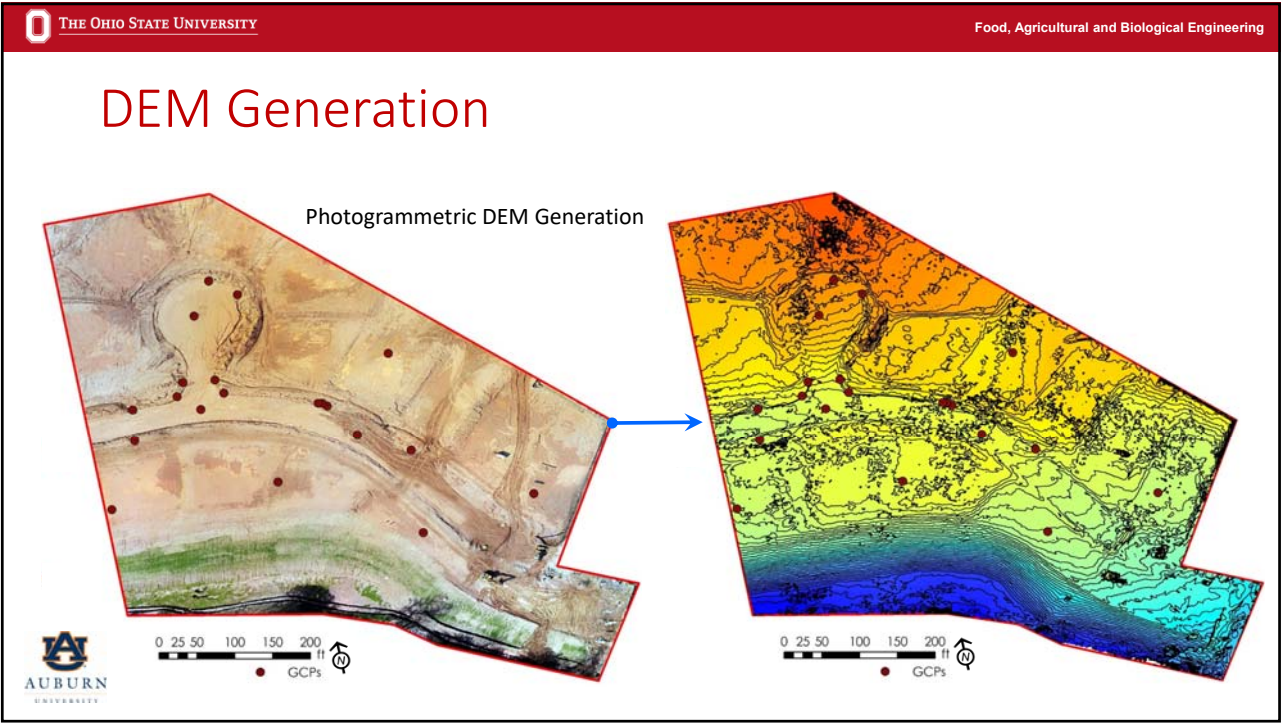 THE OHIO STATE UNIVERSITY
Food, Agricultural and Biological Engineering
DEM Generation
Photogrammetric DEM Generation
0 25 50 100 150 200
ft
N
GCPs
0 25 50 100 150 200
ft
N
GCPs
AU
AUBURN
UNIVERSITY